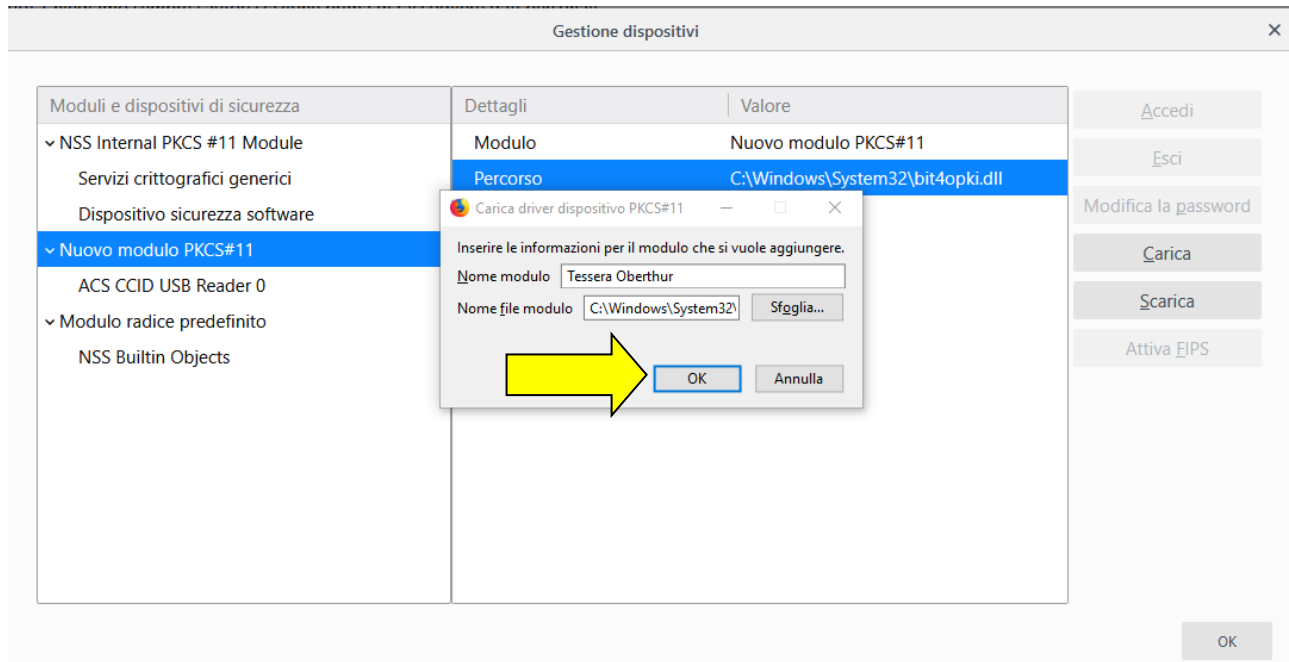 Gestione dispositivi
Moduli e dispositivi di sicurezza
NSS Internal PKCS #11 Module
Servizi crittografici generici
Dispositivo sicurezza software
Nuovo modulo PKCS#11
ACS CCID USB Reader 0
Modulo radice predefinito
NSS Builtin Objects
Dettagli Valore
Modulo Nuovo modulo PKCS#11
Percorso C:\Windows\System32\bit4opki.dll
Carica driver dispositivo PKCS#11
Inserire le informazioni per il modulo che si vuole aggiungere.
Nome modulo Tessera Oberthur
Nome file modulo C:\Windows\System32\ Sfoglia...
OK Annulla
Accedi
Esci
Modifica la password
Carica
Scarica
Attiva FIPS
OK